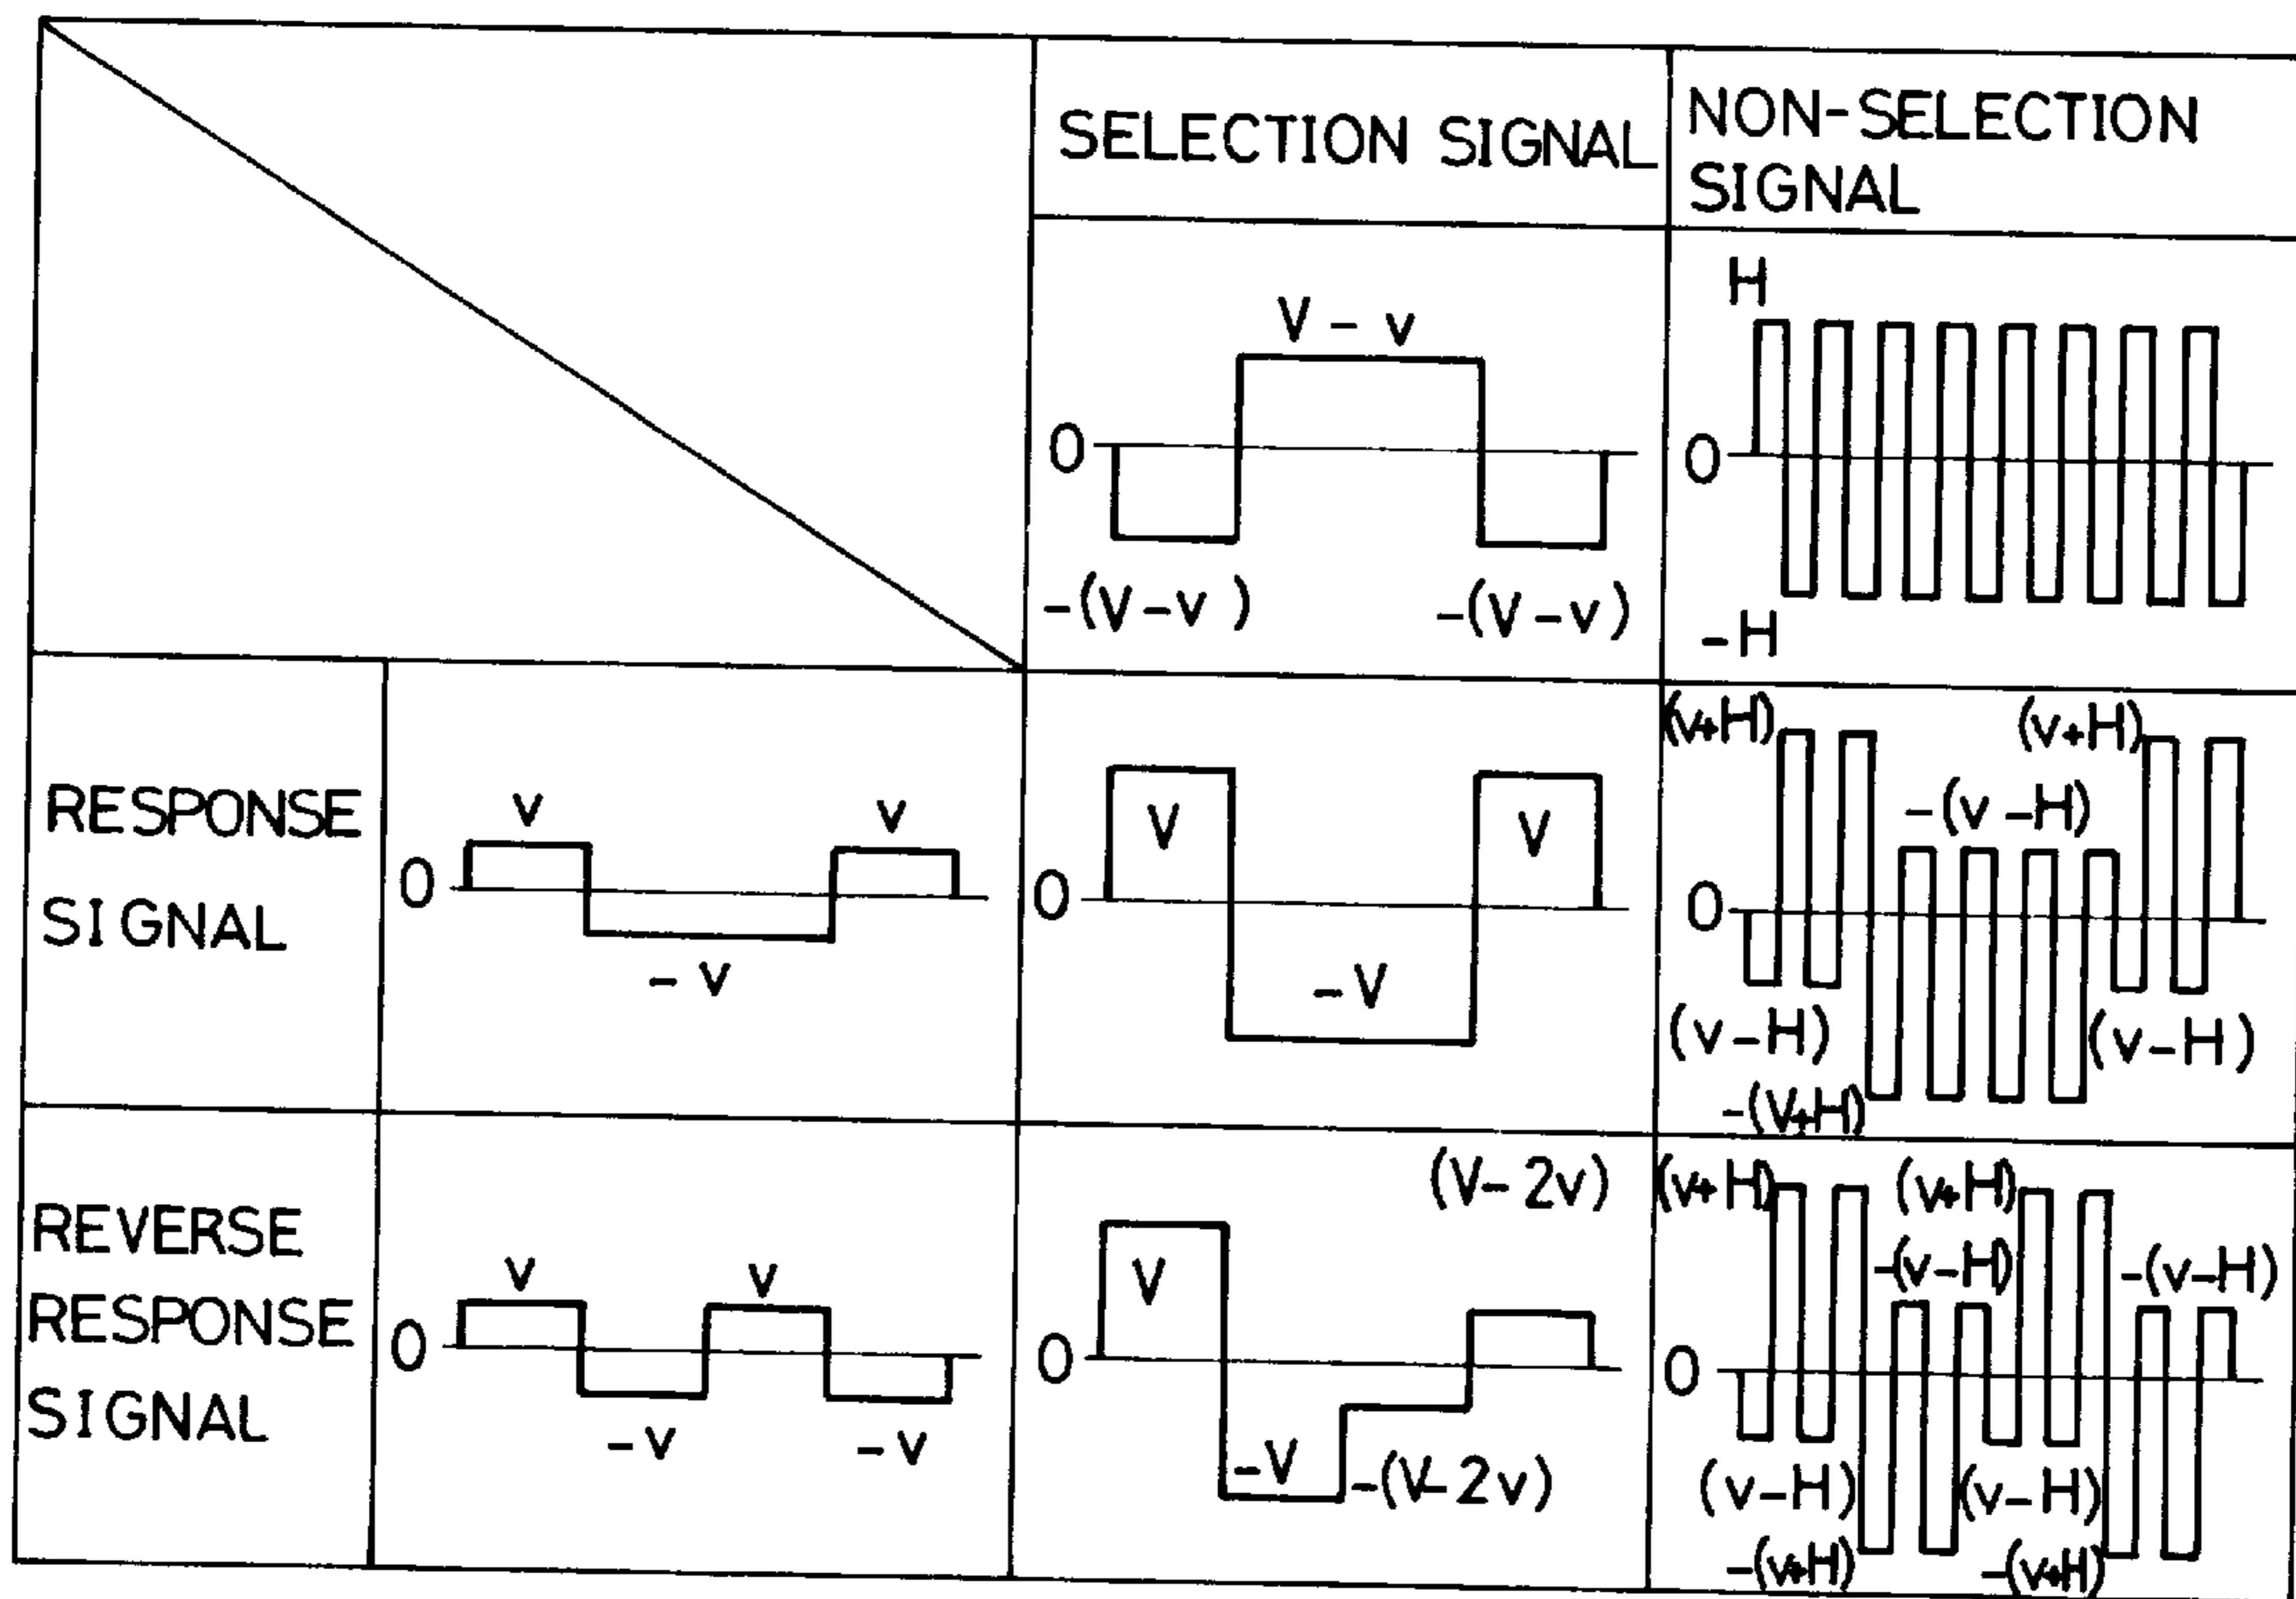 SELECTION SIGNAL
NON-SELECTION
SIGNAL
V - v
0
-(V-v)
-(V-v)
H
0
-H
RESPONSE
SIGNAL
v
v
0
-v
V
V
0
-V
(v+H)
(v+H)
-(v-H)
0
(v-H)
(v-H)
-(v+H)
REVERSE
RESPONSE
SIGNAL
v
v
0
-v
-v
(V-2v)
V
0
-V
-(V-2v)
(v+H)
(v+H)
-(v-H)
-(v-H)
0
(v-H)
(v-H)
-(v+H)
-(v+H)